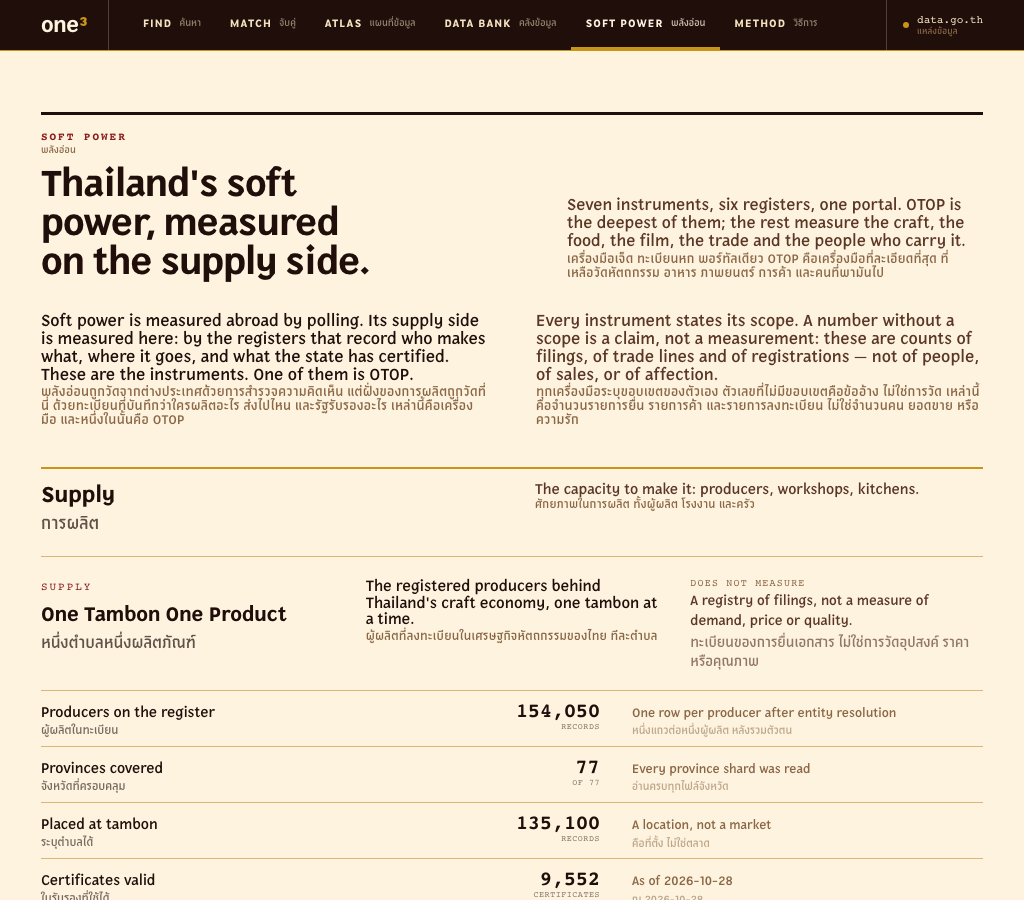 one³
FIND ค้นหา
MATCH จับคู่
ATLAS แผนที่ข้อมูล
DATA BANK คลังข้อมูล
SOFT POWER พลังอ่อน
METHOD วิธีการ
data.go.th
แหล่งข้อมูล
SOFT POWER
พลังอ่อน
Thailand's soft
power, measured
on the supply side.
Seven instruments, six registers, one portal. OTOP is
the deepest of them; the rest measure the craft, the
food, the film, the trade and the people who carry it.
เครื่องมือเจ็ด ทะเบียนหก พอร์ทัลเดียว OTOP คือเครื่องมือที่ละเอียดที่สุด ที่
เหลือวัดหัตถกรรม อาหาร ภาพยนตร์ การค้า และคนที่พามันไป
Soft power is measured abroad by polling. Its supply side
is measured here: by the registers that record who makes
what, where it goes, and what the state has certified.
These are the instruments. One of them is OTOP.
พลังอ่อนถูกวัดจากต่างประเทศด้วยการสำรวจความคิดเห็น แต่ฝั่งของการผลิตถูกวัดที่
นี่ ด้วยทะเบียนที่บันทึกว่าใครผลิตอะไร ส่งไปไหน และรัฐรับรองอะไร เหล่านี้คือเครื่อง
มือ และหนึ่งในนั้นคือ OTOP
Every instrument states its scope. A number without a
scope is a claim, not a measurement: these are counts of
filings, of trade lines and of registrations — not of people,
of sales, or of affection.
ทุกเครื่องมือระบุขอบเขตของตัวเอง ตัวเลขที่ไม่มีขอบเขตคือข้ออ้าง ไม่ใช่การวัด เหล่านี้
คือจำนวนรายการยื่น รายการค้า และรายการลงทะเบียน ไม่ใช่จำนวนคน ยอดขาย หรือ
ความรัก
Supply
การผลิต
The capacity to make it: producers, workshops, kitchens.
ศักยภาพในการผลิต ทั้งผู้ผลิต โรงงาน และครัว
SUPPLY
One Tambon One Product
หนึ่งตำบลหนึ่งผลิตภัณฑ์
The registered producers behind
Thailand's craft economy, one tambon at
a time.
ผู้ผลิตที่ลงทะเบียนในเศรษฐกิจหัตถกรรมของไทย ทีละตำบล
DOES NOT MEASURE
A registry of filings, not a measure of
demand, price or quality.
ทะเบียนของการยื่นเอกสาร ไม่ใช่การวัดอุปสงค์ ราคา
หรือคุณภาพ
Producers on the register
ผู้ผลิตในทะเบียน
154,050
RECORDS
One row per producer after entity resolution
หนึ่งแถวต่อหนึ่งผู้ผลิต หลังรวมตัวตน
Provinces covered
จังหวัดที่ครอบคลุม
77
OF 77
Every province shard was read
อ่านครบทุกไฟล์จังหวัด
Placed at tambon
ระบุตำบลได้
135,100
RECORDS
A location, not a market
คือที่ตั้ง ไม่ใช่ตลาด
Certificates valid
ใบรับรองที่ใช้ได้
9,552
CERTIFICATES
As of 2026-10-28
ณ 2026-10-28